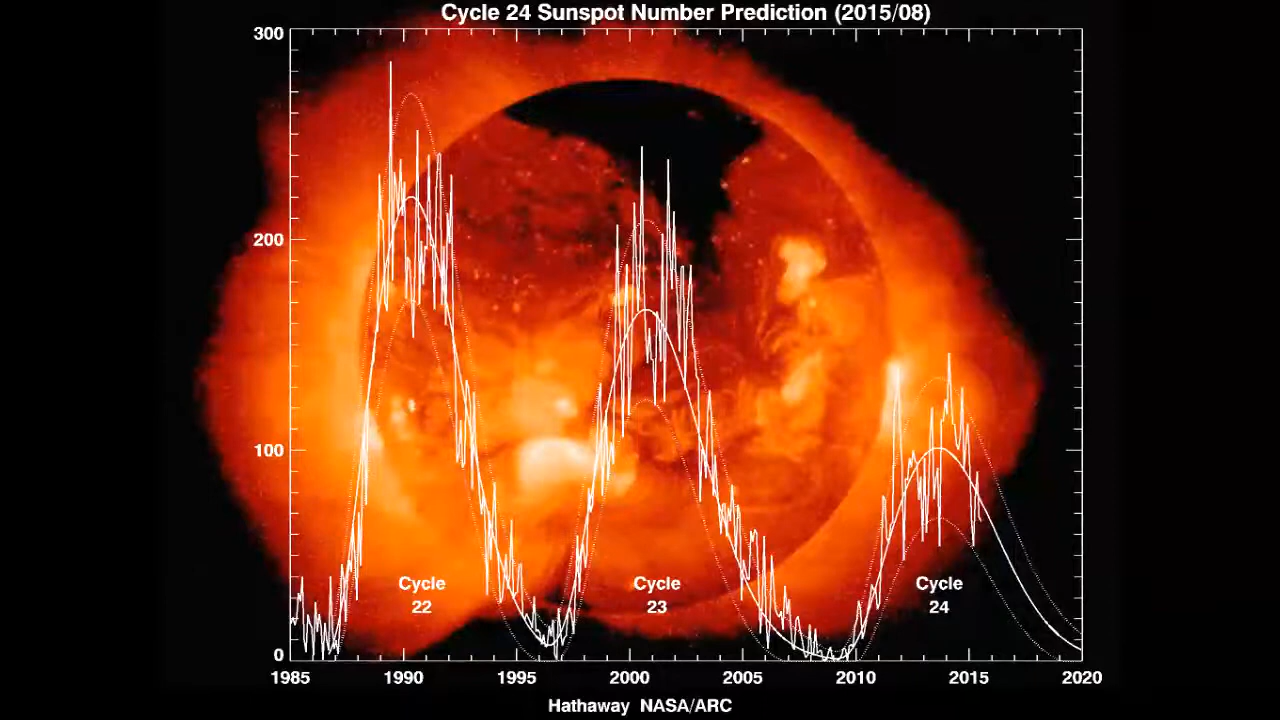 Cycle 24 Sunspot Number Prediction (2015/08)
300
200
100
0
Cycle
22
Cycle
23
Cycle
24
1985 1990 1995 2000 2005 2010 2015 2020
Hathaway NASA/ARC